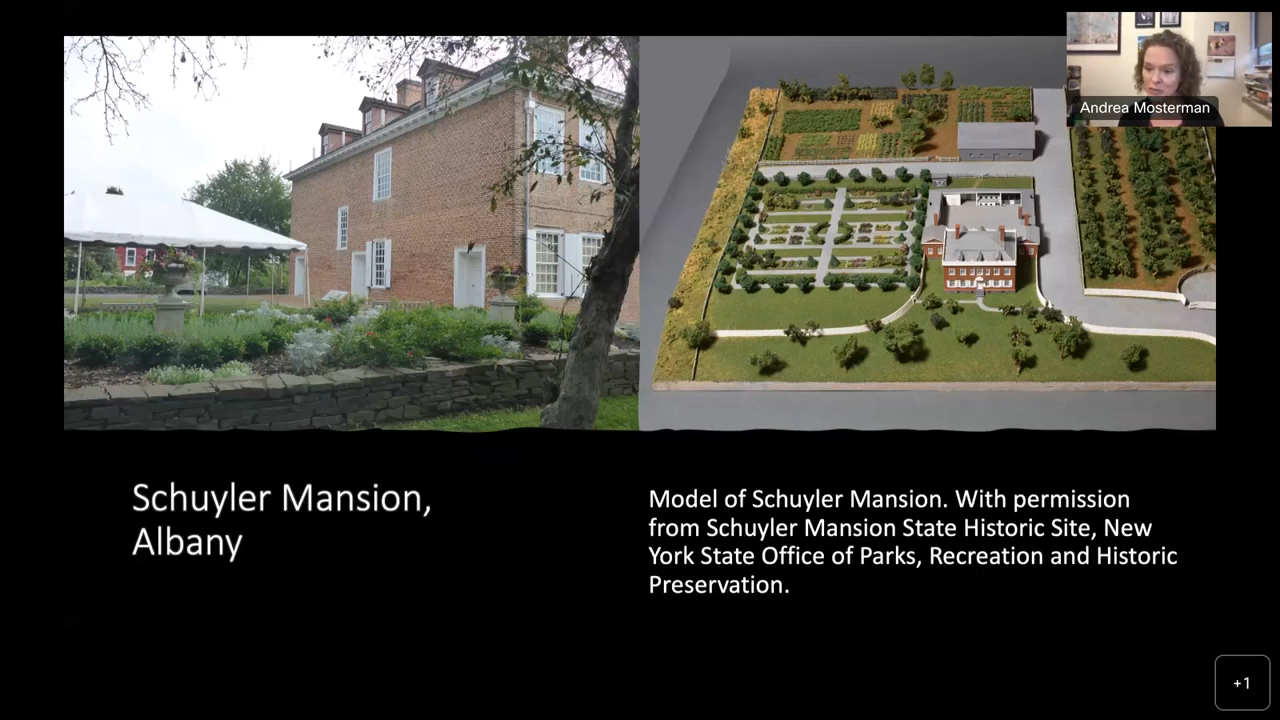 Andrea Mosterman
Schuyler Mansion,
Albany
Model of Schuyler Mansion. With permission
from Schuyler Mansion State Historic Site, New
York State Office of Parks, Recreation and Historic
Preservation.
+1